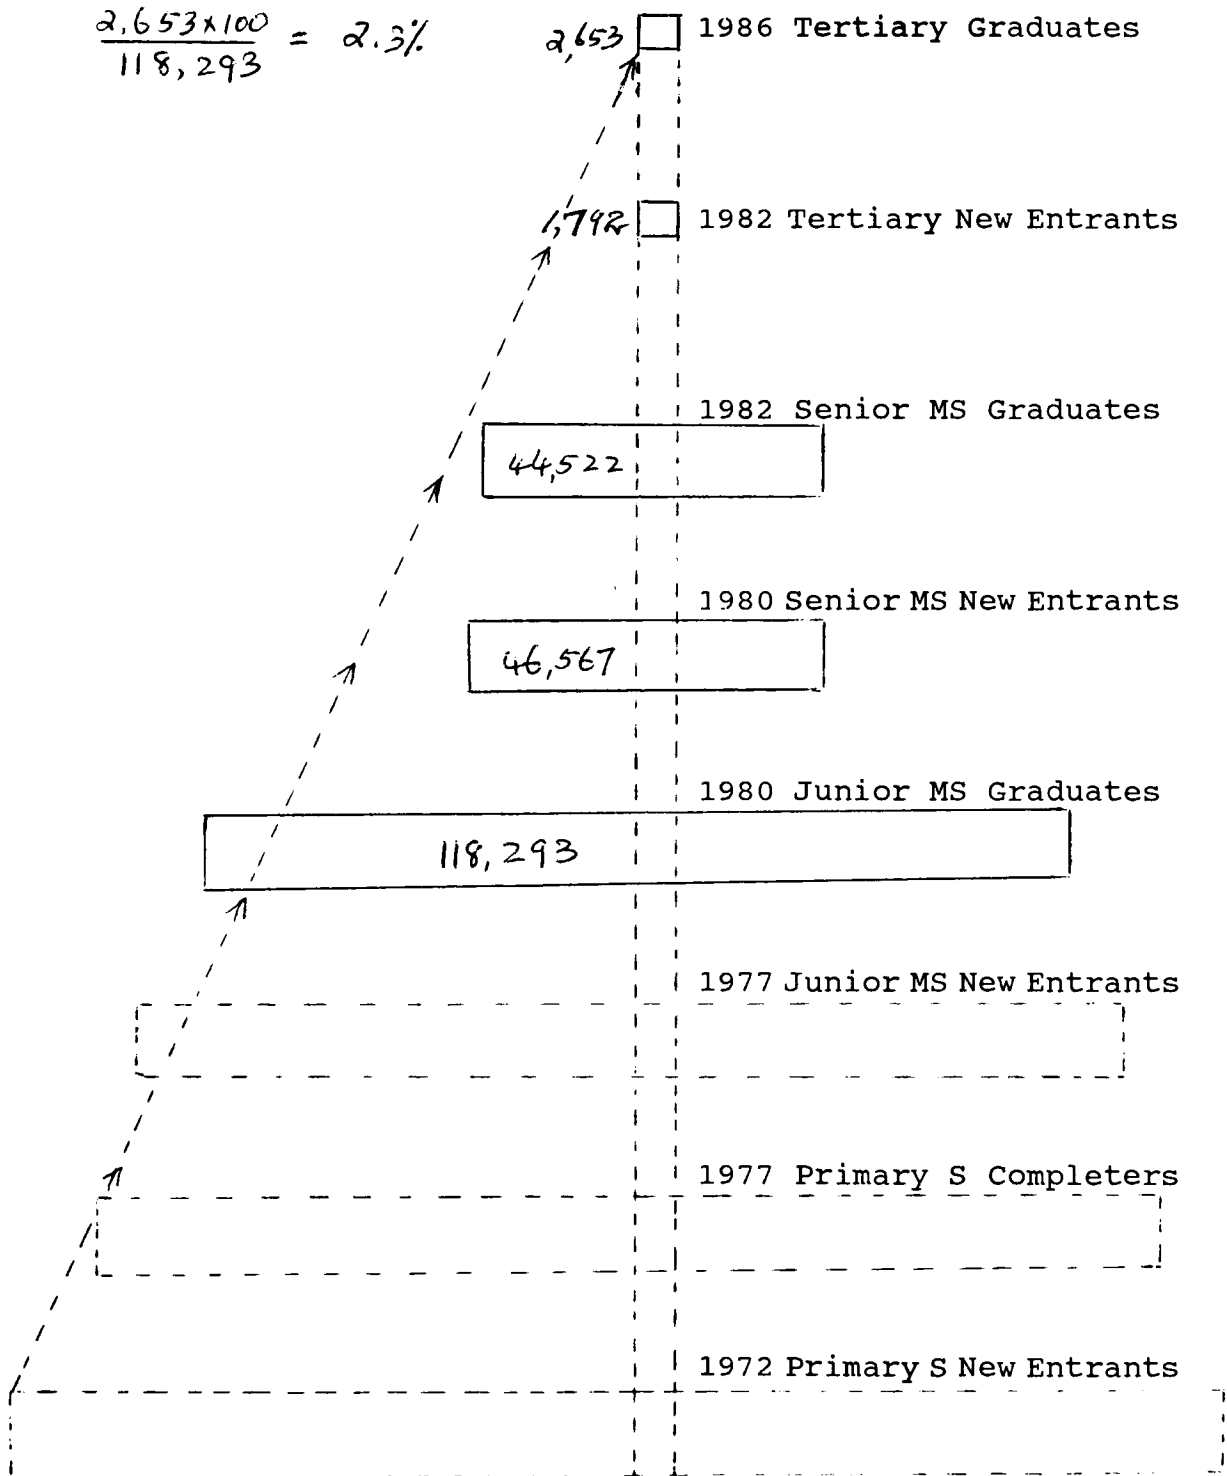 2,653x100
118,293
= 2.3%
2,653 1986 Tertiary Graduates
1,792 1982 Tertiary New Entrants
1982 Senior MS Graduates
44,522
1980 Senior MS New Entrants
46,567
1980 Junior MS Graduates
118,293
1977 Junior MS New Entrants
1977 Primary S Completers
1972 Primary S New Entrants